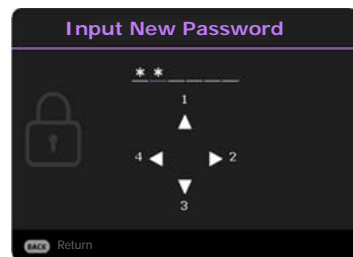 Input New Password
* * _ _ _ _
1
4 2
3
BACK Return